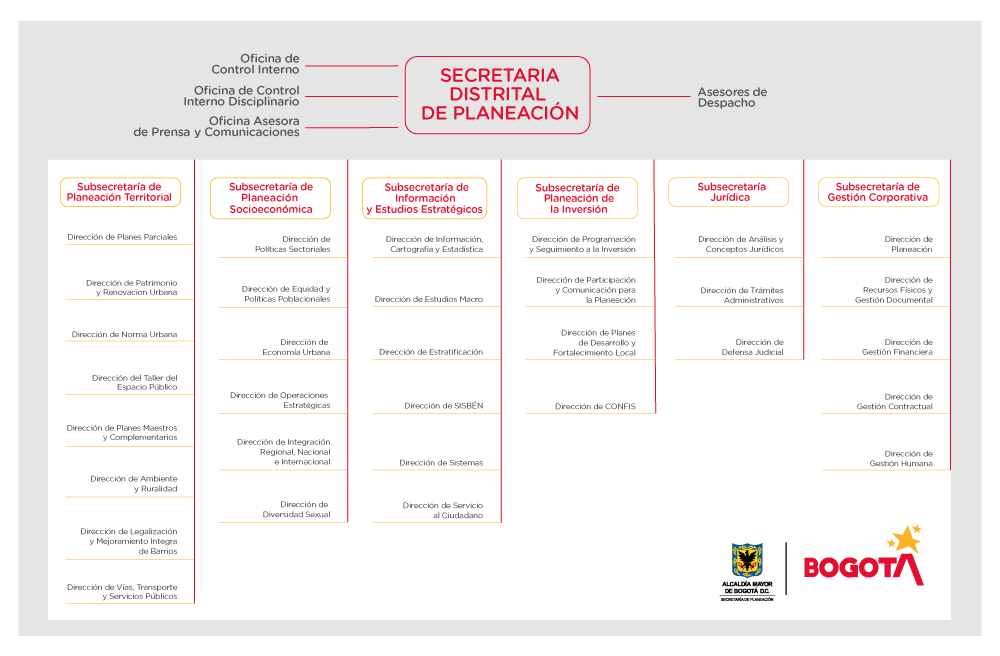 Oficina de
Control Interno
Oficina de Control
Interno Disciplinario
Oficina Asesora
de Prensa y Comunicaciones
SECRETARIA
DISTRITAL
DE PLANEACIÓN
Asesores de
Despacho
Subsecretaría de
Planeación Territorial
Dirección de Planes Parciales
Dirección de Patrimonio
y Renovacion Urbana
Dirección de Norma Urbana
Dirección del Taller del
Espacio Público
Dirección de Planes Maestros
y Complementarios
Dirección de Ambiente
y Ruralidad
Dirección de Legalización
y Mejoramiento Integra
de Barrios
Dirección de Vías, Transporte
y Servicios Públicos
Subsecretaría de
Planeación
Socioeconómica
Dirección de
Políticas Sectoriales
Dirección de Equidad y
Políticas Poblacionales
Dirección de
Economía Urbana
Dirección de Operaciones
Estratégicas
Dirección de Integración
Regional, Nacional
e Internacional
Dirección de
Diversidad Sexual
Subsecretaría de
Información
y Estudios Estratégicos
Dirección de Información,
Cartografía y Estadística
Dirección de Estudios Macro
Dirección de Estratificación
Dirección de SISBÉN
Dirección de Sistemas
Dirección de Servicio
al Ciudadano
Subsecretaría de
Planeación de
la Inversión
Dirección de Programación
y Seguimiento a la Inversión
Dirección de Participación
y Comunicación para
la Planeación
Dirección de Planes
de Desarrollo y
Fortalecimiento Local
Dirección de CONFIS
Subsecretaría
Jurídica
Dirección de Análisis y
Conceptos Jurídicos
Dirección de Trámites
Administrativos
Dirección de
Defensa Judicial
Subsecretaría de
Gestión Corporativa
Dirección de
Planeación
Dirección de
Recursos Físicos y
Gestión Documental
Dirección de
Gestión Financiera
Dirección de
Gestión Contractual
Dirección de
Gestión Humana
ALCALDÍA MAYOR
DE BOGOTÁ D.C.
SECRETARÍA DE PLANEACIÓN
BOGOTÁ